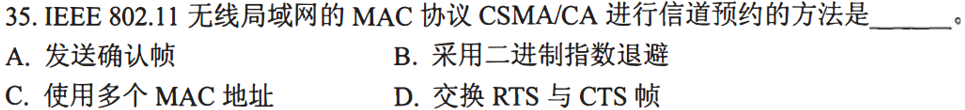 35. IEEE 802.11 无线局域网的 MAC 协议 CSMA/CA 进行信道预约的方法是______。
A. 发送确认帧 B. 采用二进制指数退避
C. 使用多个 MAC 地址 D. 交换 RTS 与 CTS 帧